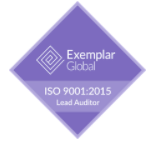 Exemplar
Global
ISO 9001:2015
Lead Auditor